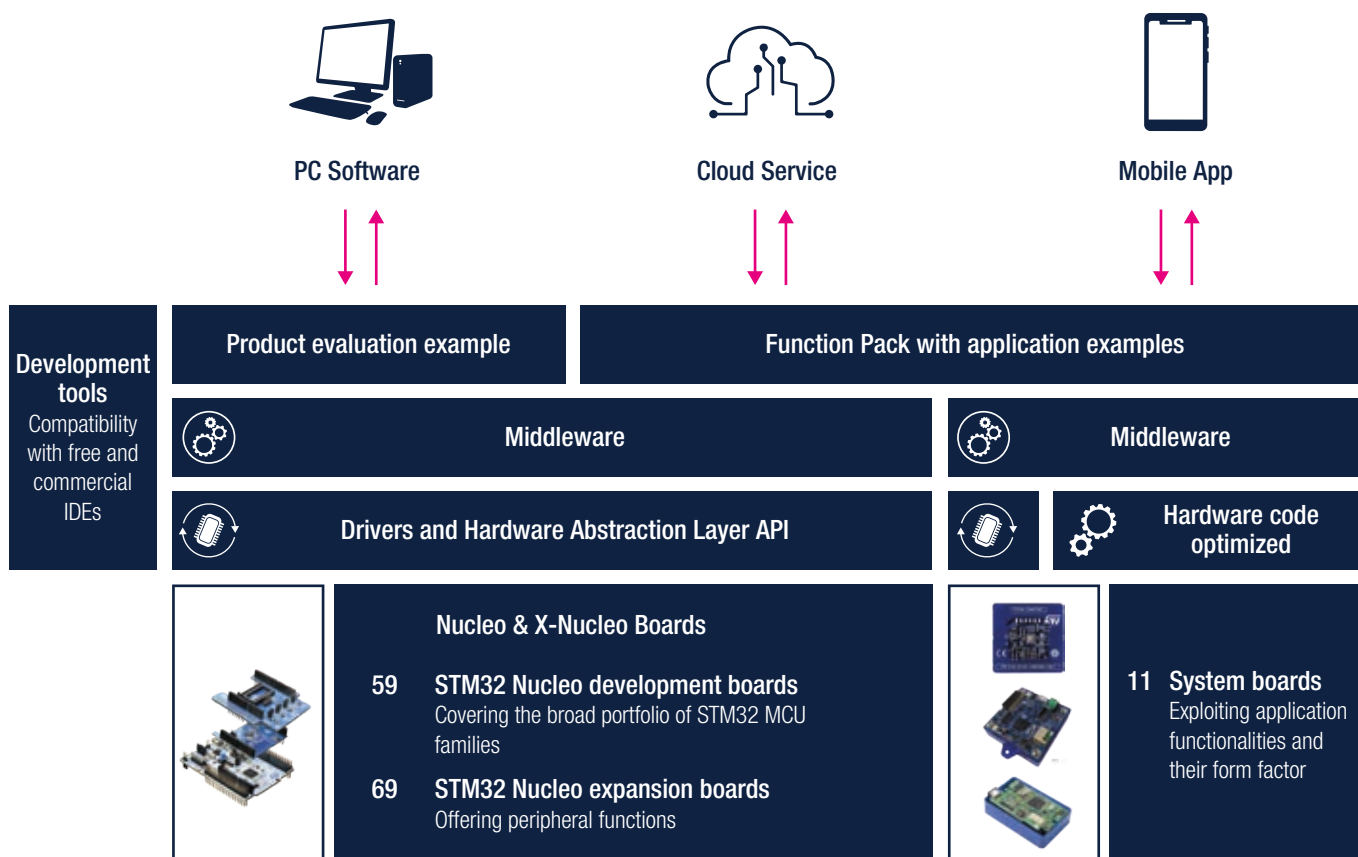 PC Software
Cloud Service
Mobile App
Development
tools
Compatibility
with free and
commercial
IDEs
Product evaluation example
Function Pack with application examples
Middleware
Middleware
Drivers and Hardware Abstraction Layer API
Hardware code
optimized
Nucleo & X-Nucleo Boards
59 STM32 Nucleo development boards
Covering the broad portfolio of STM32 MCU
families
69 STM32 Nucleo expansion boards
Offering peripheral functions
11 System boards
Exploiting application
functionalities and
their form factor